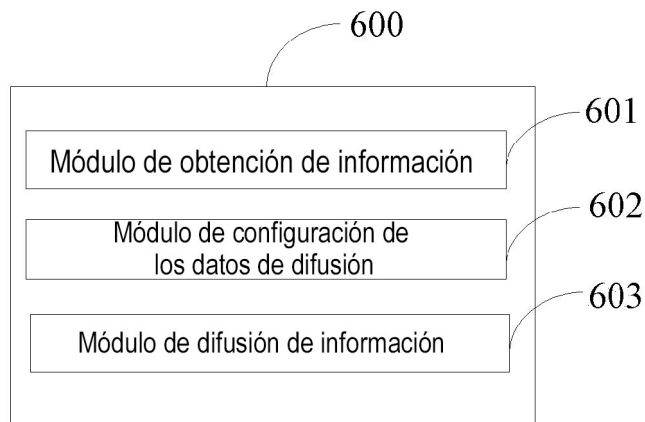 600
601
Módulo de obtención de información
602
Módulo de configuración de
los datos de difusión
603
Módulo de difusión de información